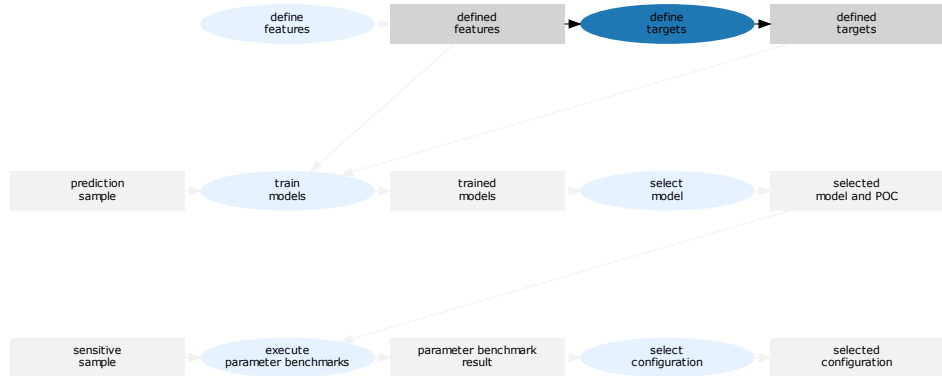 define
features
defined
features
define
targets
defined
targets
prediction
sample
train
models
trained
models
select
model
selected
model and POC
sensitive
sample
execute
parameter benchmarks
parameter benchmark
result
select
configuration
selected
configuration